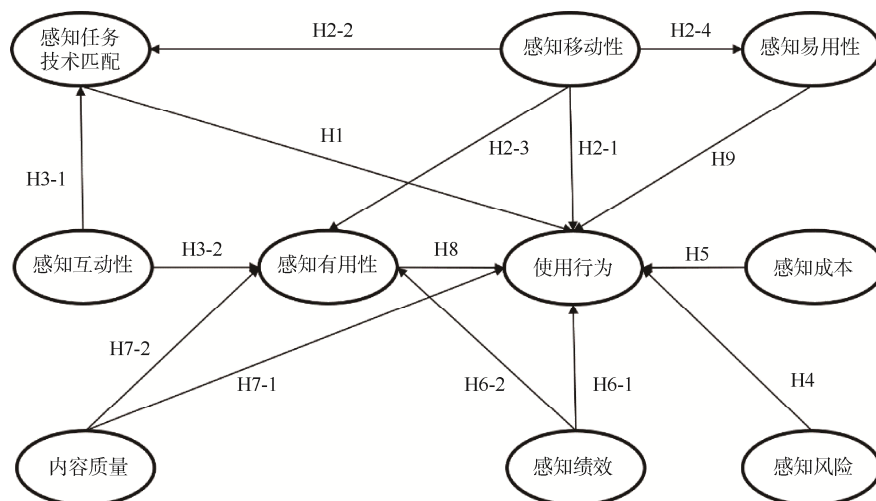 感知任务
技术匹配
H2-2
感知移动性
H2-4
感知易用性
H1
H2-3
H2-1
H9
H3-1
感知互动性
H3-2
感知有用性
H8
使用行为
H5
感知成本
H7-2
H7-1
H6-2
H6-1
H4
内容质量
感知绩效
感知风险